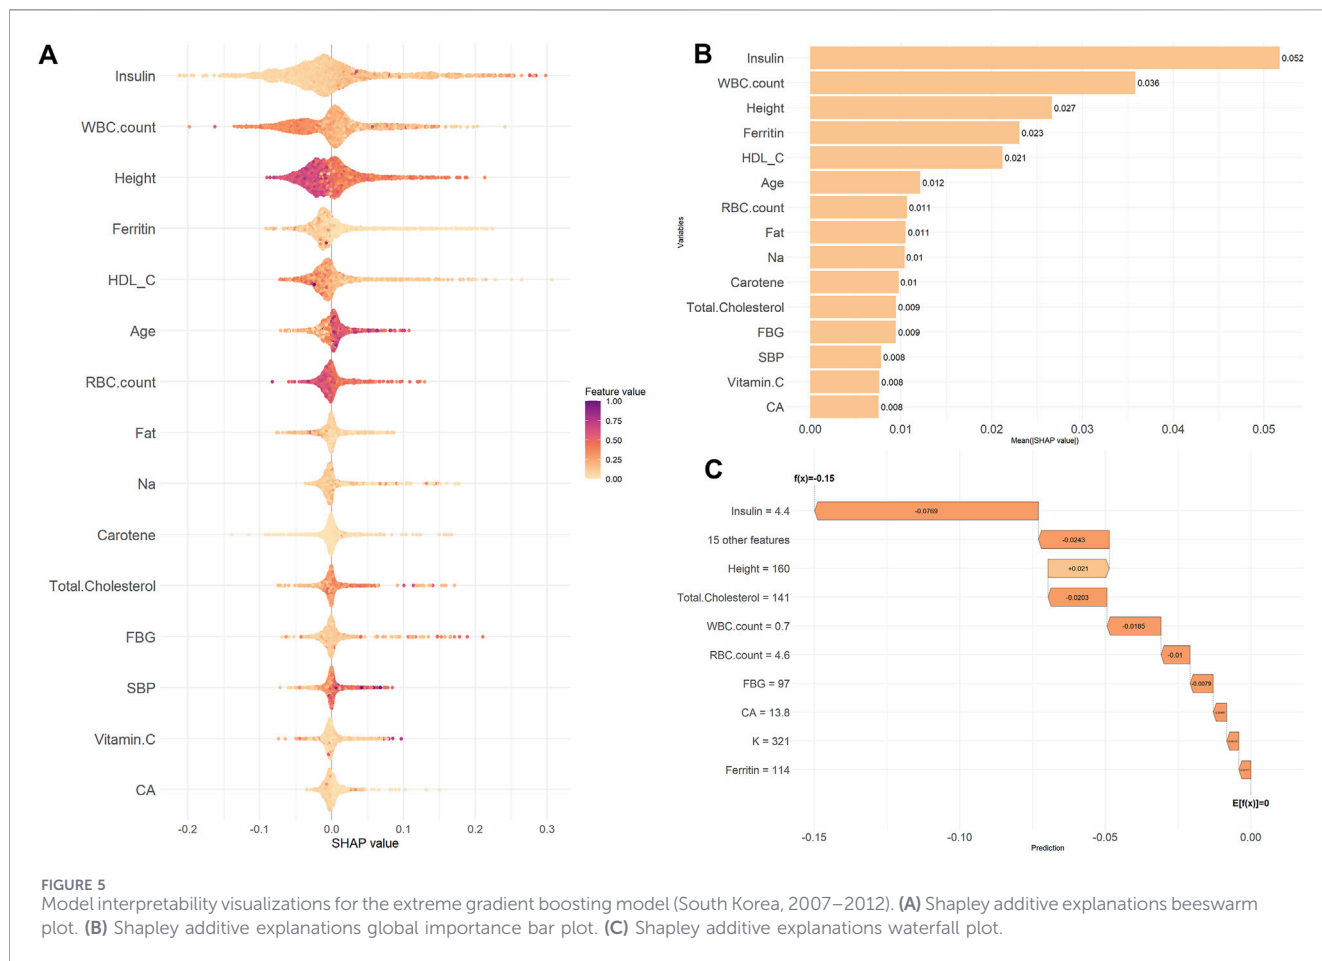 A
Insulin
WBC.count
Height
Ferritin
HDL_C
Age
RBC.count
Fat
Na
Carotene
Total.Cholesterol
FBG
SBP
Vitamin.C
CA
-0.2 -0.1 0.0 0.1 0.2 0.3
SHAP value
Feature value
1.00
0.75
0.50
0.25
0.00
B
Variables
Insulin 0.052
WBC.count 0.036
Height 0.027
Ferritin 0.023
HDL_C 0.021
Age 0.012
RBC.count 0.011
Fat 0.011
Na 0.01
Carotene 0.01
Total.Cholesterol 0.009
FBG 0.009
SBP 0.008
Vitamin.C 0.008
CA 0.008
0.00 0.01 0.02 0.03 0.04 0.05
Mean(|SHAP value|)
C
f(x)=-0.15
Insulin = 4.4 -0.0769
15 other features -0.0243
Height = 160 +0.021
Total.Cholesterol = 141 -0.0203
WBC.count = 0.7 -0.0185
RBC.count = 4.6 -0.01
FBG = 97 -0.0079
CA = 13.8
K = 321
Ferritin = 114
E[f(x)]=0
-0.15 -0.10 -0.05 0.00
Prediction
FIGURE 5
Model interpretability visualizations for the extreme gradient boosting model (South Korea, 2007–2012). (A) Shapley additive explanations beeswarm
plot. (B) Shapley additive explanations global importance bar plot. (C) Shapley additive explanations waterfall plot.